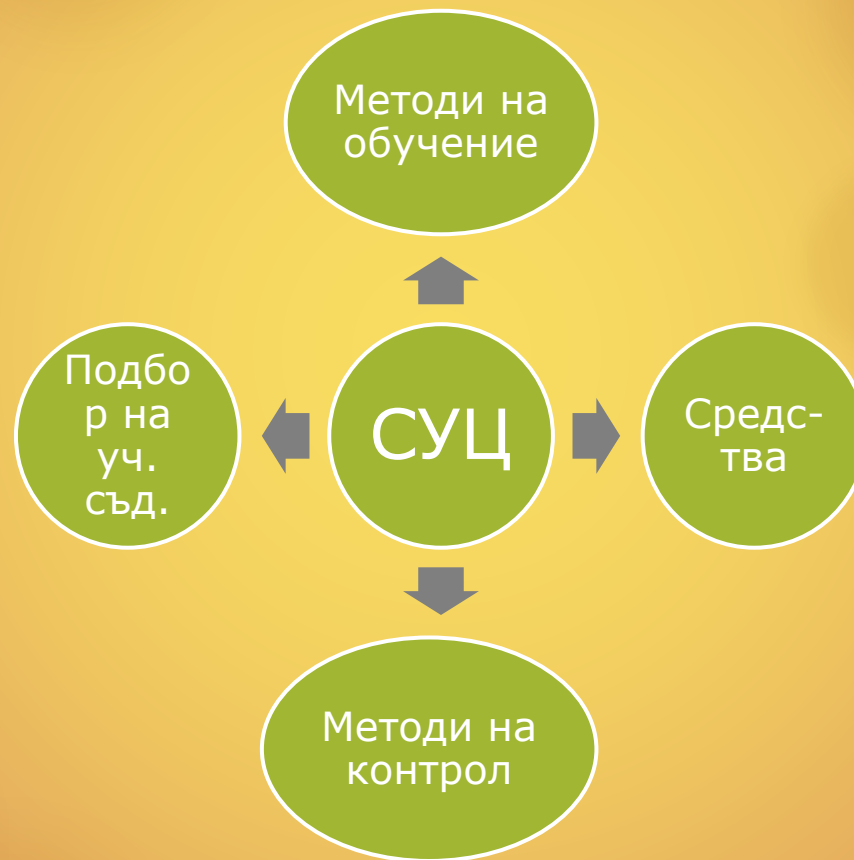 Методи на
обучение
Подбо
р на
уч.
съд.
СУЦ
Средс-
тва
Методи на
контрол